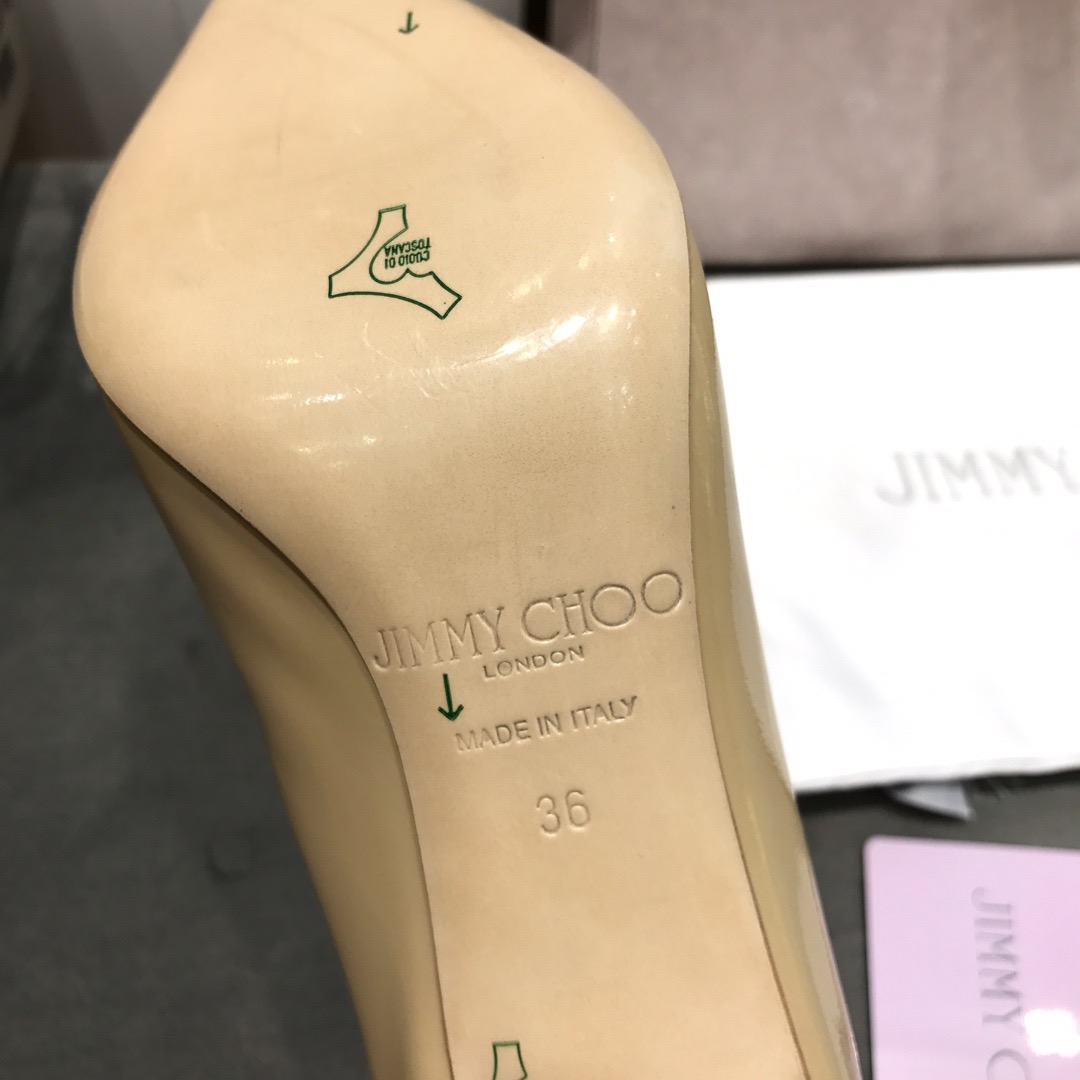 CUOIO DI
TOSCANA
JIMMY CHOO
LONDON
MADE IN ITALY
36
JIMMY
JIMMY C